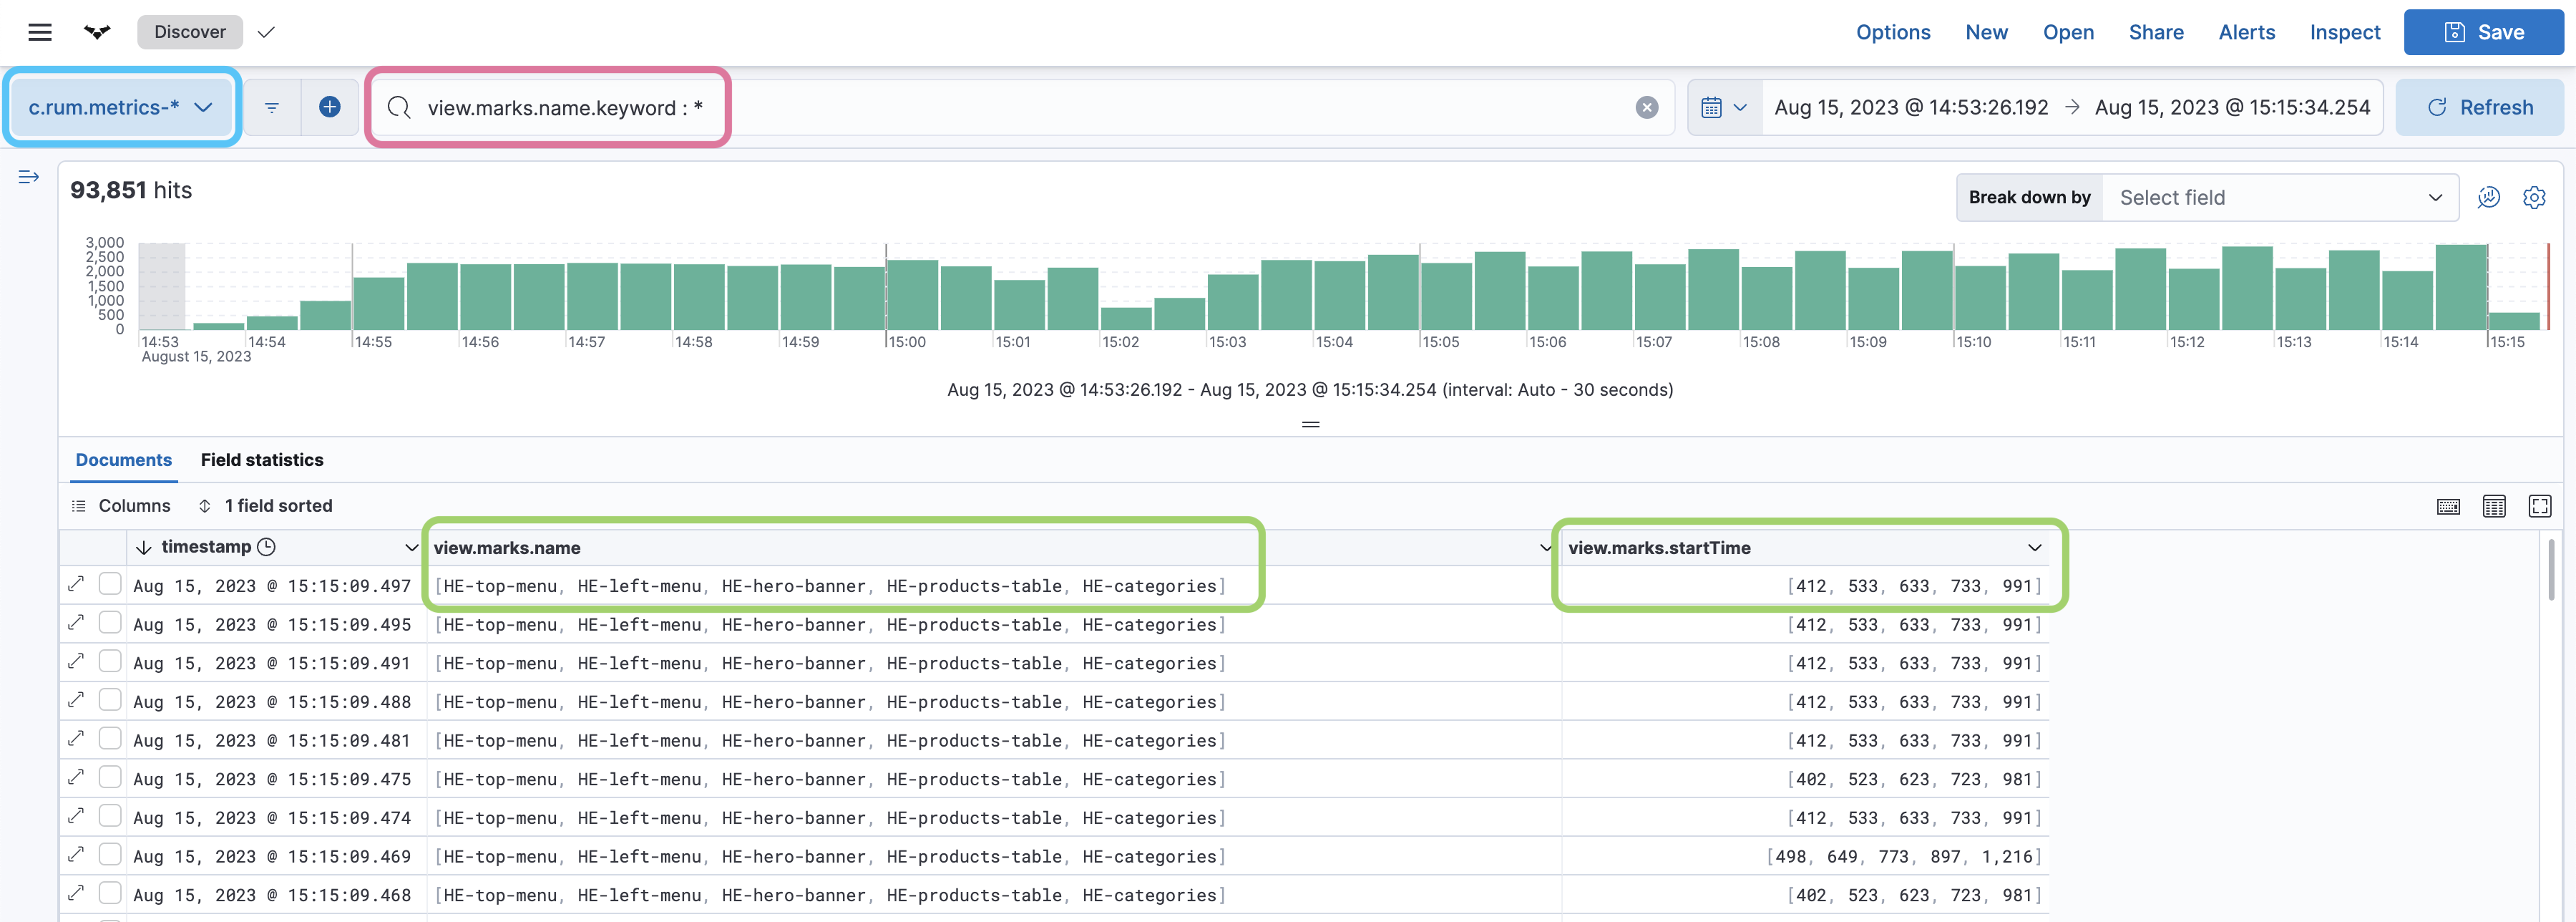 Discover Options New Open Share Alerts Inspect Save
c.rum.metrics-* view.marks.name.keyword : * Aug 15, 2023 @ 14:53:26.192 → Aug 15, 2023 @ 15:15:34.254 Refresh
93,851 hits Break down by Select field
3,000
2,500
2,000
1,500
1,000
500
0
14:53 14:54 14:55 14:56 14:57 14:58 14:59 15:00 15:01 15:02 15:03 15:04 15:05 15:06 15:07 15:08 15:09 15:10 15:11 15:12 15:13 15:14 15:15
August 15, 2023
Aug 15, 2023 @ 14:53:26.192 - Aug 15, 2023 @ 15:15:34.254 (interval: Auto - 30 seconds)
Documents Field statistics
Columns 1 field sorted
timestamp view.marks.name view.marks.startTime
Aug 15, 2023 @ 15:15:09.497 [HE-top-menu, HE-left-menu, HE-hero-banner, HE-products-table, HE-categories] [412, 533, 633, 733, 991]
Aug 15, 2023 @ 15:15:09.495 [HE-top-menu, HE-left-menu, HE-hero-banner, HE-products-table, HE-categories] [412, 533, 633, 733, 991]
Aug 15, 2023 @ 15:15:09.491 [HE-top-menu, HE-left-menu, HE-hero-banner, HE-products-table, HE-categories] [412, 533, 633, 733, 991]
Aug 15, 2023 @ 15:15:09.488 [HE-top-menu, HE-left-menu, HE-hero-banner, HE-products-table, HE-categories] [412, 533, 633, 733, 991]
Aug 15, 2023 @ 15:15:09.481 [HE-top-menu, HE-left-menu, HE-hero-banner, HE-products-table, HE-categories] [412, 533, 633, 733, 991]
Aug 15, 2023 @ 15:15:09.475 [HE-top-menu, HE-left-menu, HE-hero-banner, HE-products-table, HE-categories] [402, 523, 623, 723, 981]
Aug 15, 2023 @ 15:15:09.474 [HE-top-menu, HE-left-menu, HE-hero-banner, HE-products-table, HE-categories] [412, 533, 633, 733, 991]
Aug 15, 2023 @ 15:15:09.469 [HE-top-menu, HE-left-menu, HE-hero-banner, HE-products-table, HE-categories] [498, 649, 773, 897, 1,216]
Aug 15, 2023 @ 15:15:09.468 [HE-top-menu, HE-left-menu, HE-hero-banner, HE-products-table, HE-categories] [402, 523, 623, 723, 981]